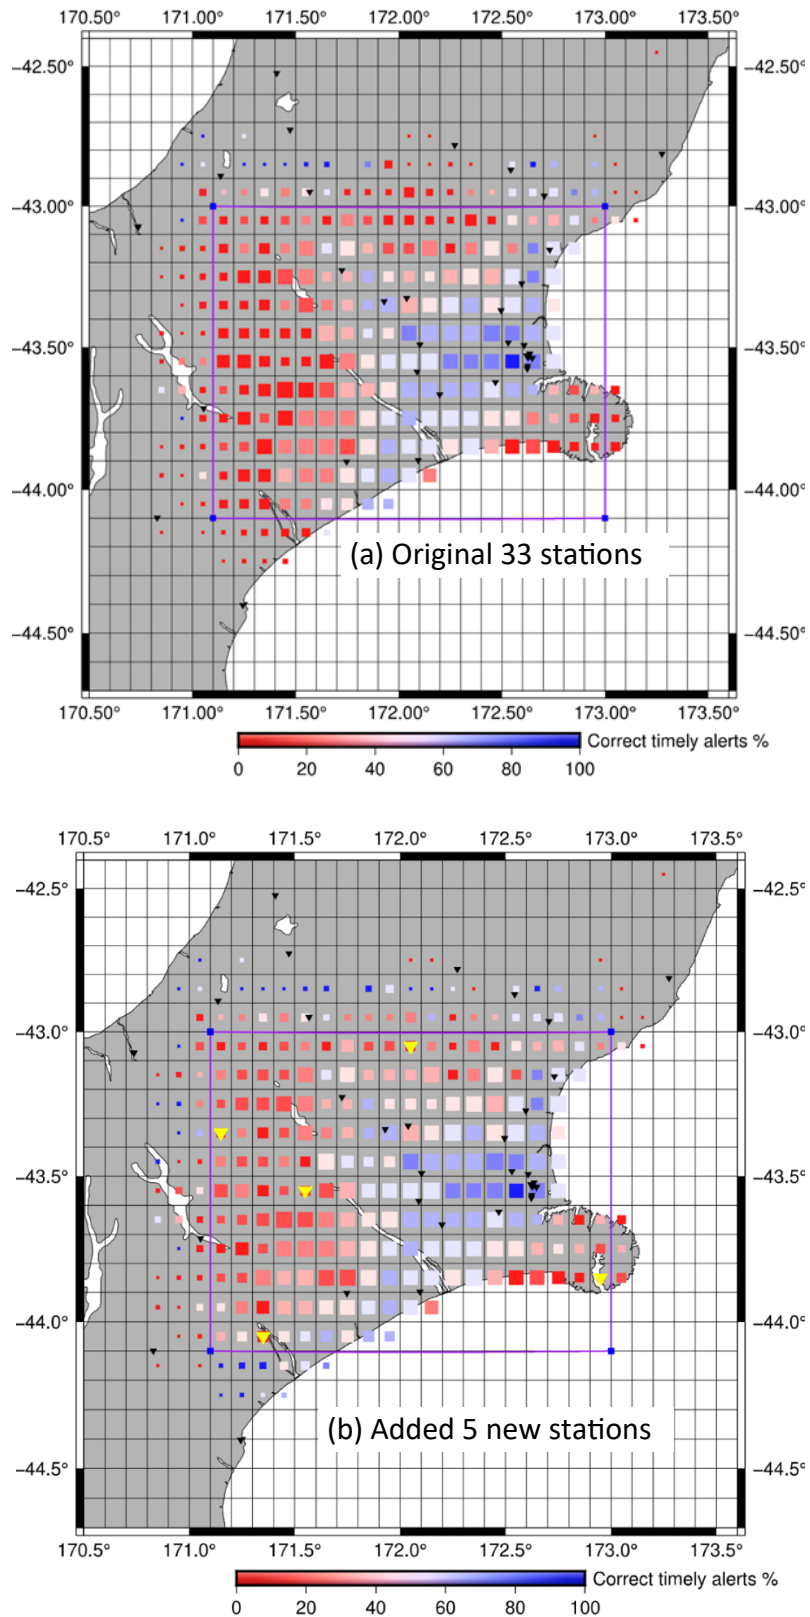 170.50° 171.00° 171.50° 172.00° 172.50° 173.00° 173.50°
−42.50° −42.50°
−43.00° −43.00°
−43.50° −43.50°
−44.00° −44.00°
(a) Original 33 stations
−44.50° −44.50°
170.50° 171.00° 171.50° 172.00° 172.50° 173.00° 173.50°
Correct timely alerts %
0 20 40 60 80 100
170.5° 171.0° 171.5° 172.0° 172.5° 173.0° 173.5°
−42.5° −42.5°
−43.0° −43.0°
−43.5° −43.5°
−44.0° −44.0°
(b) Added 5 new stations
−44.5° −44.5°
170.5° 171.0° 171.5° 172.0° 172.5° 173.0° 173.5°
Correct timely alerts %
0 20 40 60 80 100